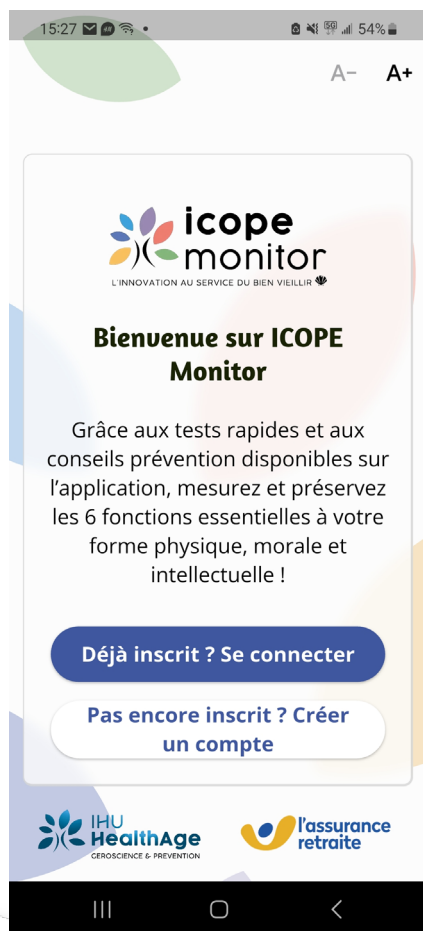 15:27
5G
54%
A- A+
icope
monitor
L'INNOVATION AU SERVICE DU BIEN VIEILLIR
Bienvenue sur ICOPE
Monitor
Grâce aux tests rapides et aux
conseils prévention disponibles sur
l'application, mesurez et préservez
les 6 fonctions essentielles à votre
forme physique, morale et
intellectuelle !
Déjà inscrit ? Se connecter
Pas encore inscrit ? Créer
un compte
IHU
HealthAge
GEROSCIENCE & PREVENTION
l'assurance
retraite